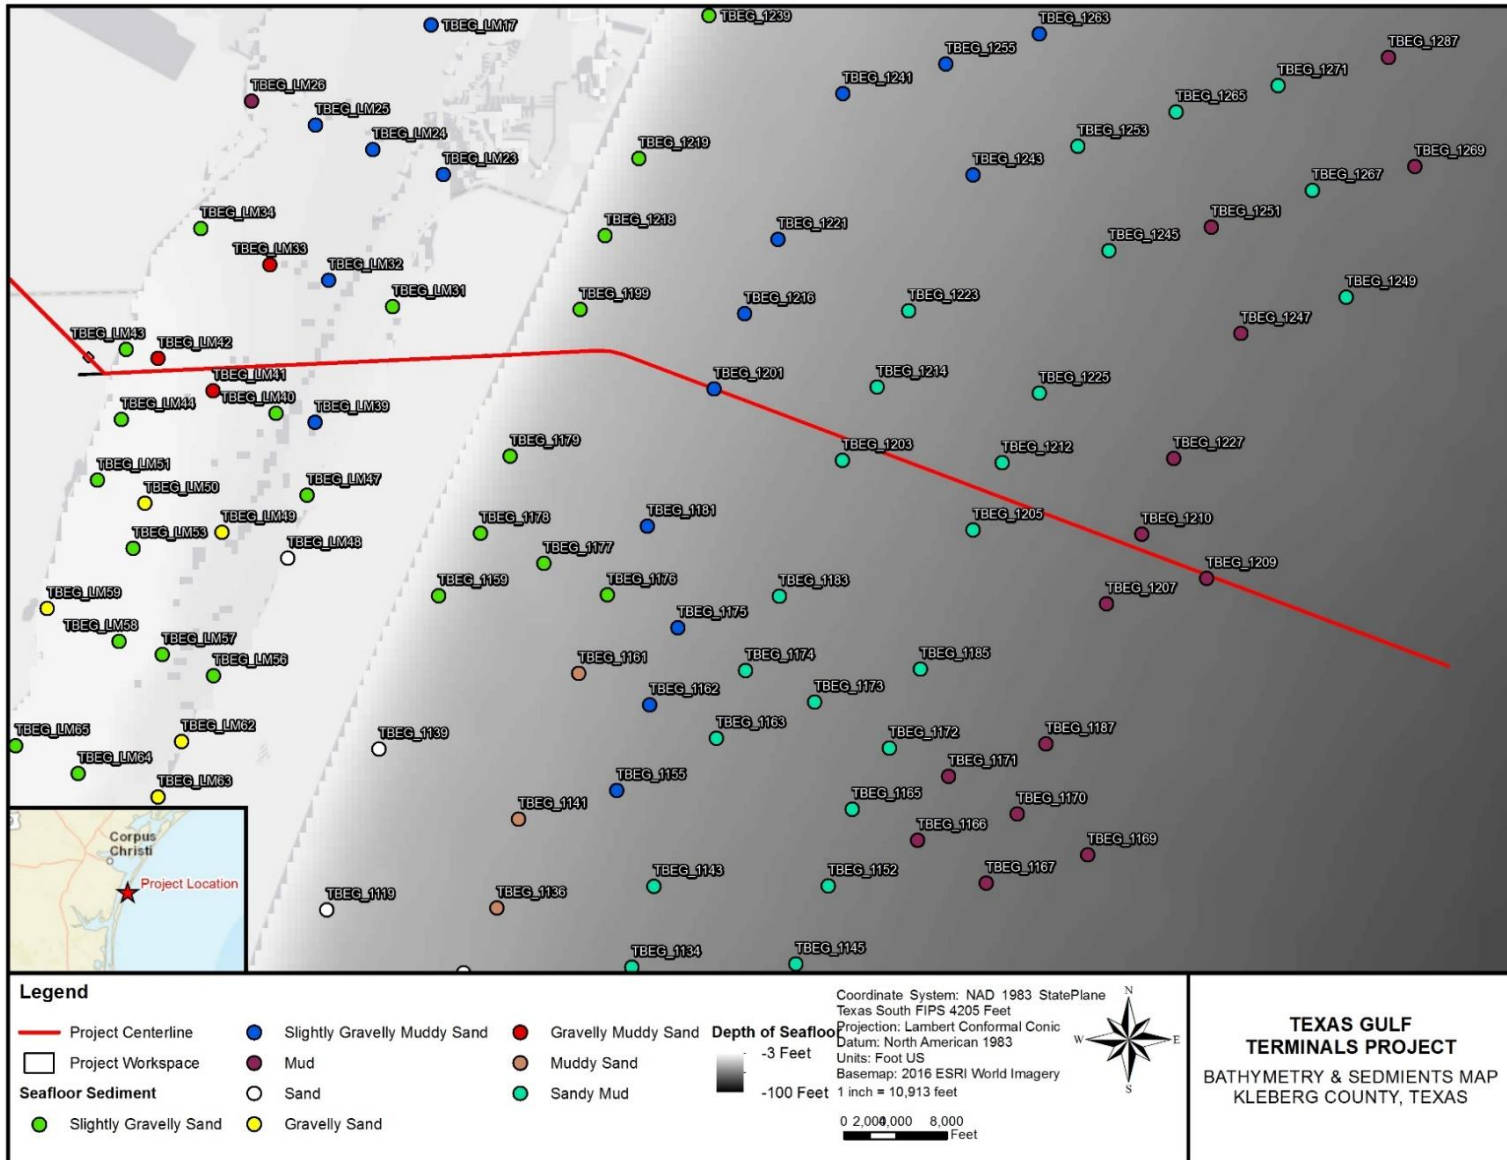 TBEG_1239
TBEG_LM17
TBEG_1263
TBEG_1287
TBEG_1255
TBEG_1271
TBEG_LM26
TBEG_1241
TBEG_1265
TBEG_LM25
TBEG_LM24
TBEG_1253
TBEG_1219
TBEG_LM23
TBEG_1243
TBEG_1269
TBEG_1267
TBEG_LM34
TBEG_1218
TBEG_1221
TBEG_1251
TBEG_LM33
TBEG_1245
TBEG_LM32
TBEG_LM31
TBEG_1199
TBEG_1216
TBEG_1223
TBEG_1249
TBEG_1247
TBEG_LM43
TBEG_LM42
TBEG_LM41
TBEG_1201
TBEG_1214
TBEG_1225
TBEG_LM44
TBEG_LM40
TBEG_LM39
TBEG_1179
TBEG_1203
TBEG_1212
TBEG_1227
TBEG_LM51
TBEG_LM50
TBEG_LM47
TBEG_LM53
TBEG_LM49
TBEG_1178
TBEG_1181
TBEG_1205
TBEG_1210
TBEG_LM48
TBEG_1177
TBEG_1209
TBEG_1159
TBEG_1176
TBEG_1183
TBEG_1207
TBEG_LM59
TBEG_1175
TBEG_LM58
TBEG_LM57
TBEG_LM56
TBEG_1161
TBEG_1174
TBEG_1185
TBEG_1162
TBEG_1173
TBEG_LM65
TBEG_LM62
TBEG_1139
TBEG_1163
TBEG_1172
TBEG_1187
TBEG_LM64
TBEG_1171
TBEG_LM63
TBEG_1155
TBEG_1141
TBEG_1165
TBEG_1170
TBEG_1166
TBEG_1169
TBEG_1143
TBEG_1152
TBEG_1167
TBEG_1119
TBEG_1136
TBEG_1134
TBEG_1145
Corpus
Christi
Project Location
Legend
Project Centerline
Project Workspace
Seafloor Sediment
Slightly Gravelly Sand
Slightly Gravelly Muddy Sand
Mud
Sand
Gravelly Sand
Gravelly Muddy Sand
Muddy Sand
Sandy Mud
Depth of Seafloor
-3 Feet
-100 Feet
Coordinate System: NAD 1983 StatePlane
Texas South FIPS 4205 Feet
Projection: Lambert Conformal Conic
Datum: North American 1983
Units: Foot US
Basemap: 2016 ESRI World Imagery
1 inch = 10,913 feet
0 2,000 4,000 8,000
Feet
N
W
E
S
TEXAS GULF
TERMINALS PROJECT
BATHYMETRY & SEDMIENTS MAP
KLEBERG COUNTY, TEXAS